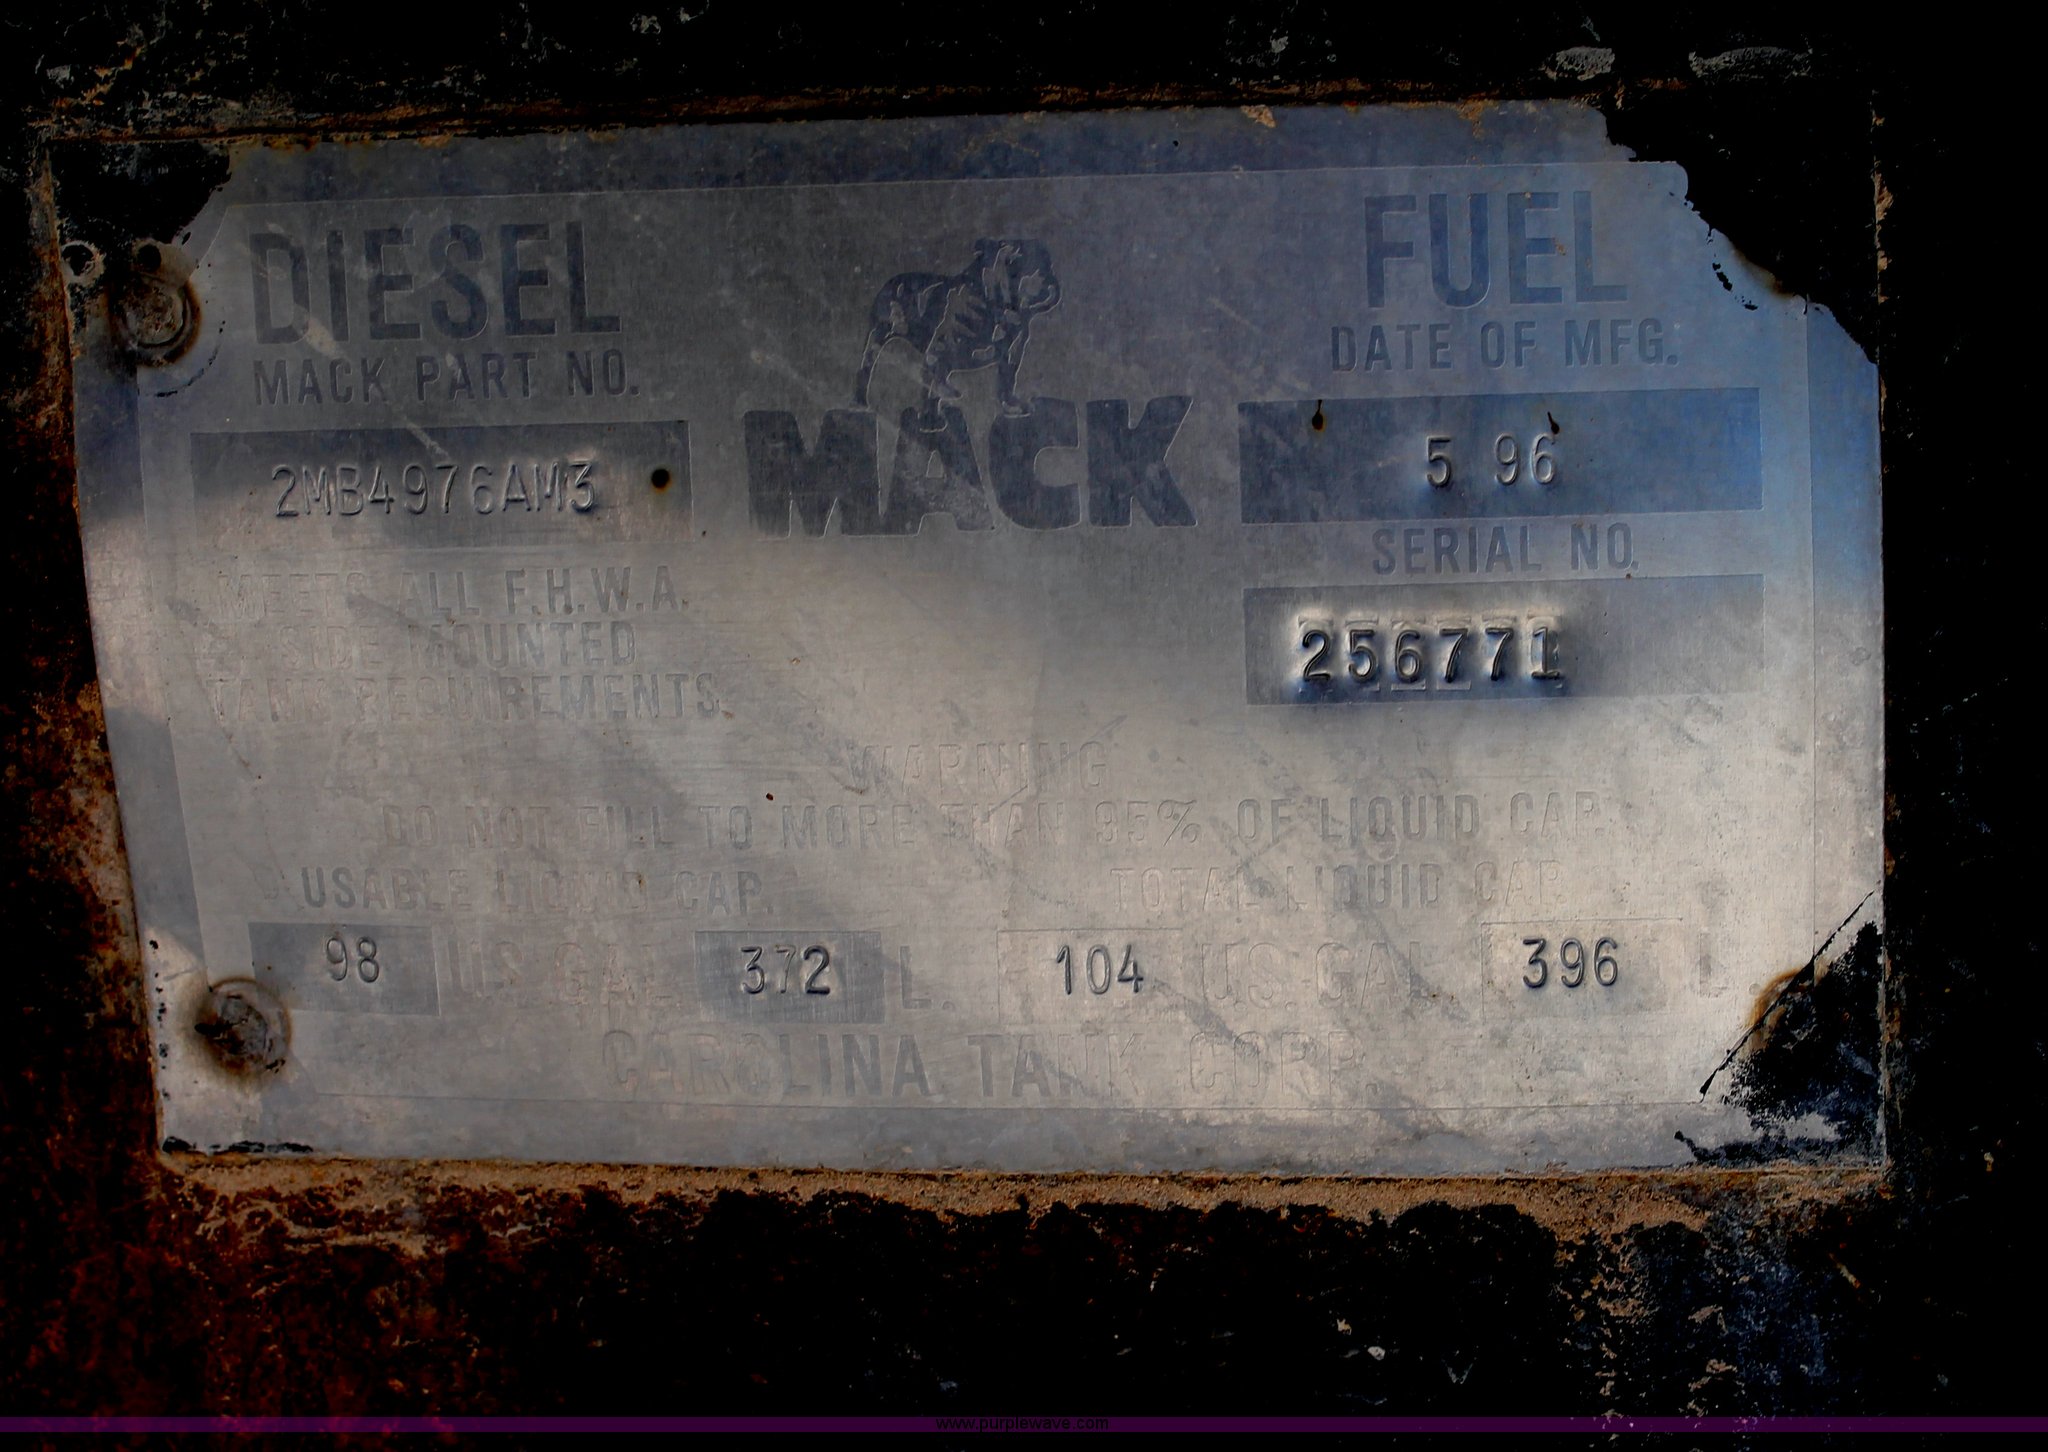 DIESEL FUEL
MACK PART NO. DATE OF MFG.
2MB4976AM3 MACK 5 96
SERIAL NO.
256771
MEETS ALL F.H.W.A.
SIDE MOUNTED
TANK REQUIREMENTS.
WARNING
DO NOT FILL TO MORE THAN 95% OF LIQUID CAP.
USABLE LIQUID CAP. TOTAL LIQUID CAP.
98 U.S. GAL 372 L. 104 U.S. GAL 396 L.
CAROLINA TANK CORP.
www.purplewave.com